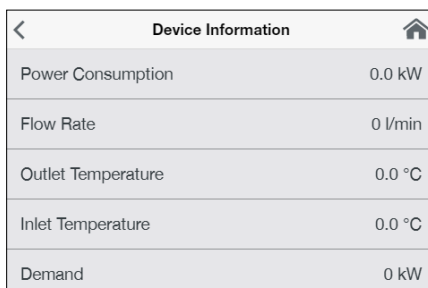 Device Information
Power Consumption 0.0 kW
Flow Rate 0 l/min
Outlet Temperature 0.0 °C
Inlet Temperature 0.0 °C
Demand 0 kW